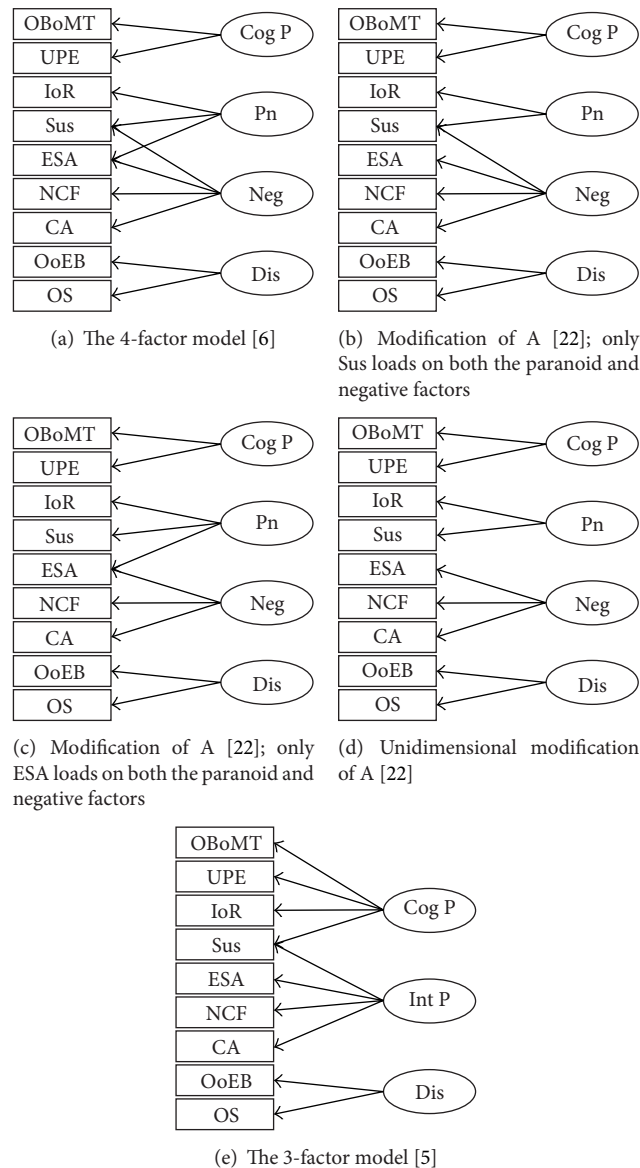 OBoMT
UPE
IoR
Sus
ESA
NCF
CA
OoEB
OS
Cog P
Pn
Neg
Dis
(a) The 4-factor model [6]
OBoMT
UPE
IoR
Sus
ESA
NCF
CA
OoEB
OS
Cog P
Pn
Neg
Dis
(b) Modification of A [22]; only
Sus loads on both the paranoid and
negative factors
OBoMT
UPE
IoR
Sus
ESA
NCF
CA
OoEB
OS
Cog P
Pn
Neg
Dis
(c) Modification of A [22]; only
ESA loads on both the paranoid and
negative factors
OBoMT
UPE
IoR
Sus
ESA
NCF
CA
OoEB
OS
Cog P
Pn
Neg
Dis
(d) Unidimensional modification
of A [22]
OBoMT
UPE
IoR
Sus
ESA
NCF
CA
OoEB
OS
Cog P
Int P
Dis
(e) The 3-factor model [5]